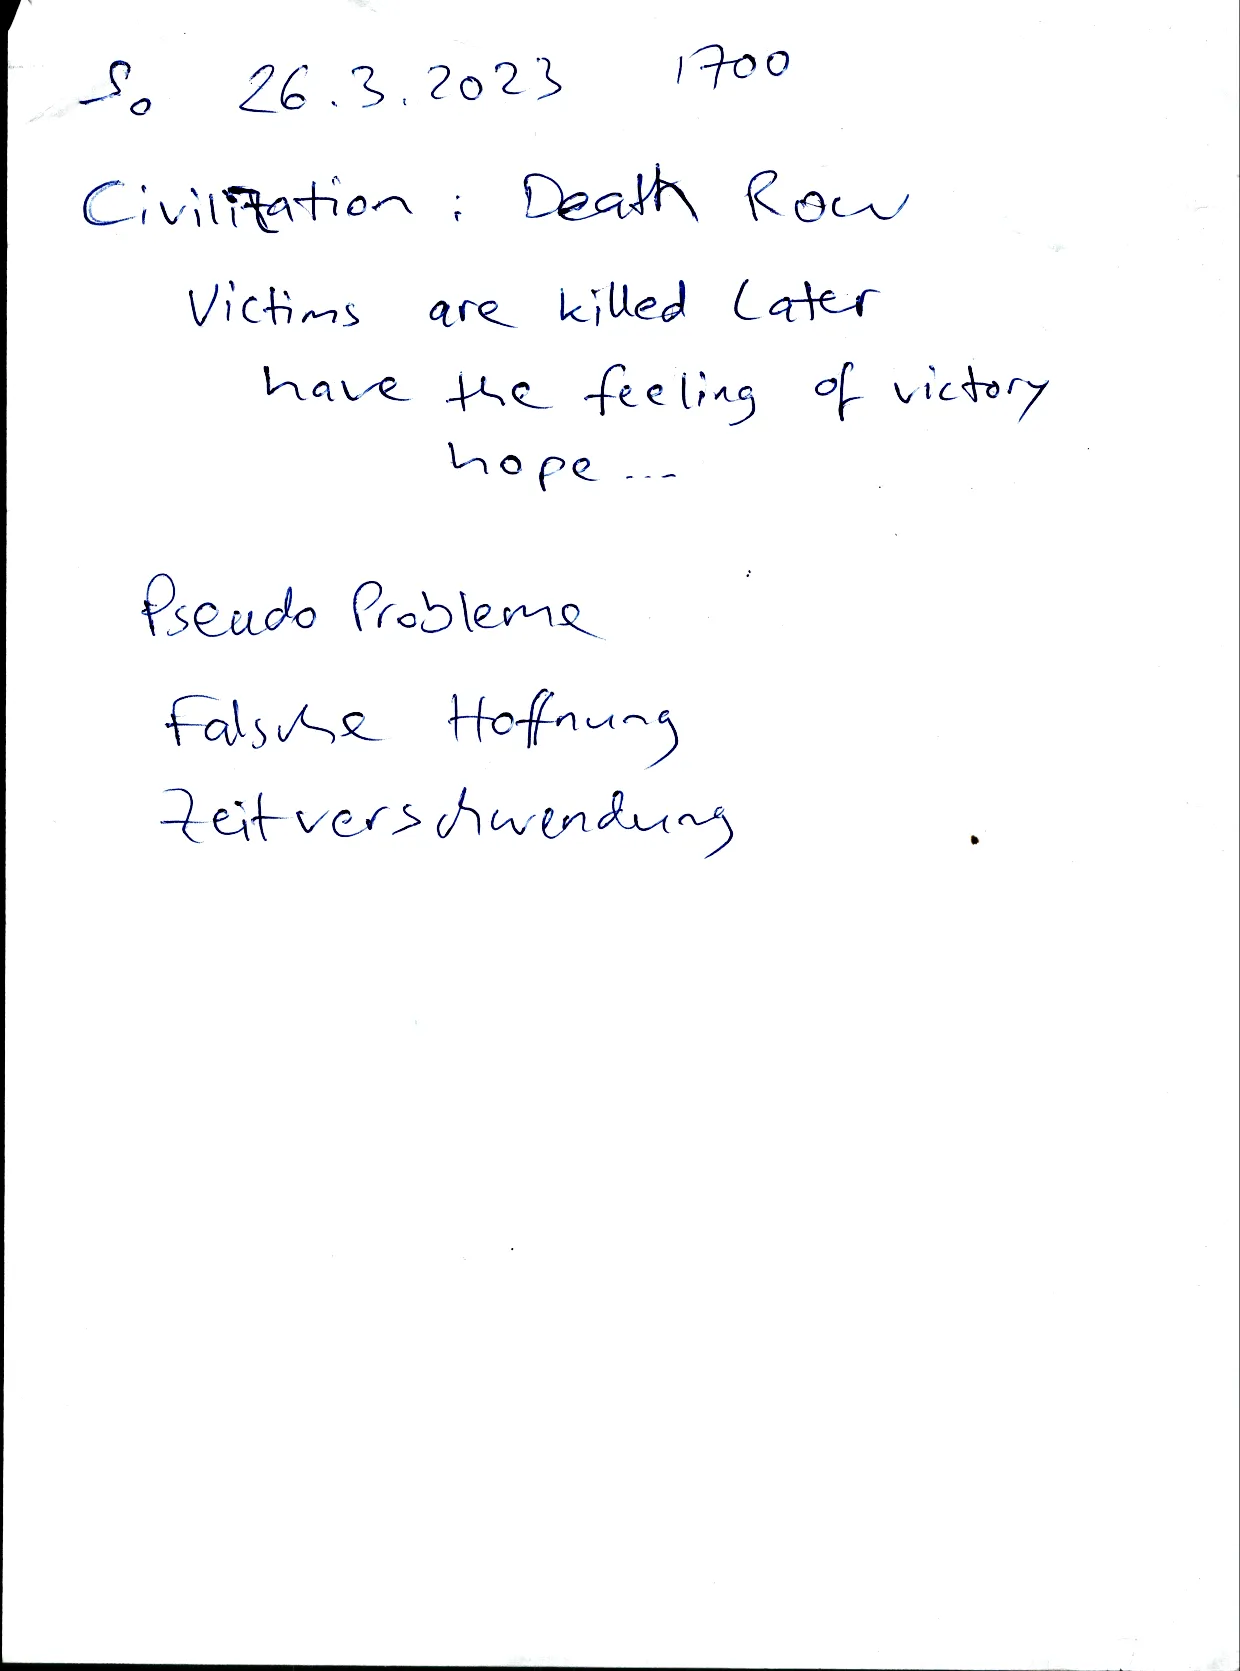 So 26.3.2023 1700
Civilization : Death Row
Victims are killed later
have the feeling of victory
hope ...
Pseudo Probleme
Falsche Hoffnung
Zeitverschwendung